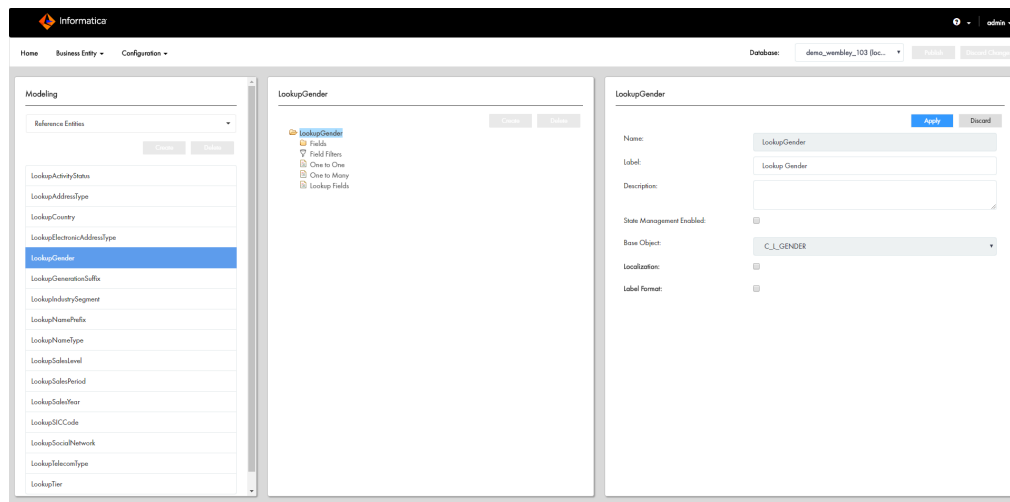 Informatica
admin
Home Business Entity Configuration Database: demo_wembley_103 (loc... Publish Discard Changes
Modeling
Reference Entities
Create Delete
LookupActivityStatus
LookupAddressType
LookupCountry
LookupElectronicAddressType
LookupGender
LookupGenerationSuffix
LookupIndustrySegment
LookupNamePrefix
LookupNameType
LookupSalesLevel
LookupSalesPeriod
LookupSalesYear
LookupSICCode
LookupSocialNetwork
LookupTelecomType
LookupTier
LookupGender
Create Delete
LookupGender
Fields
Field Filters
One to One
One to Many
Lookup Fields
LookupGender
Apply Discard
Name: LookupGender
Label: Lookup Gender
Description:
State Management Enabled:
Base Object: C_L_GENDER
Localization:
Label Format: